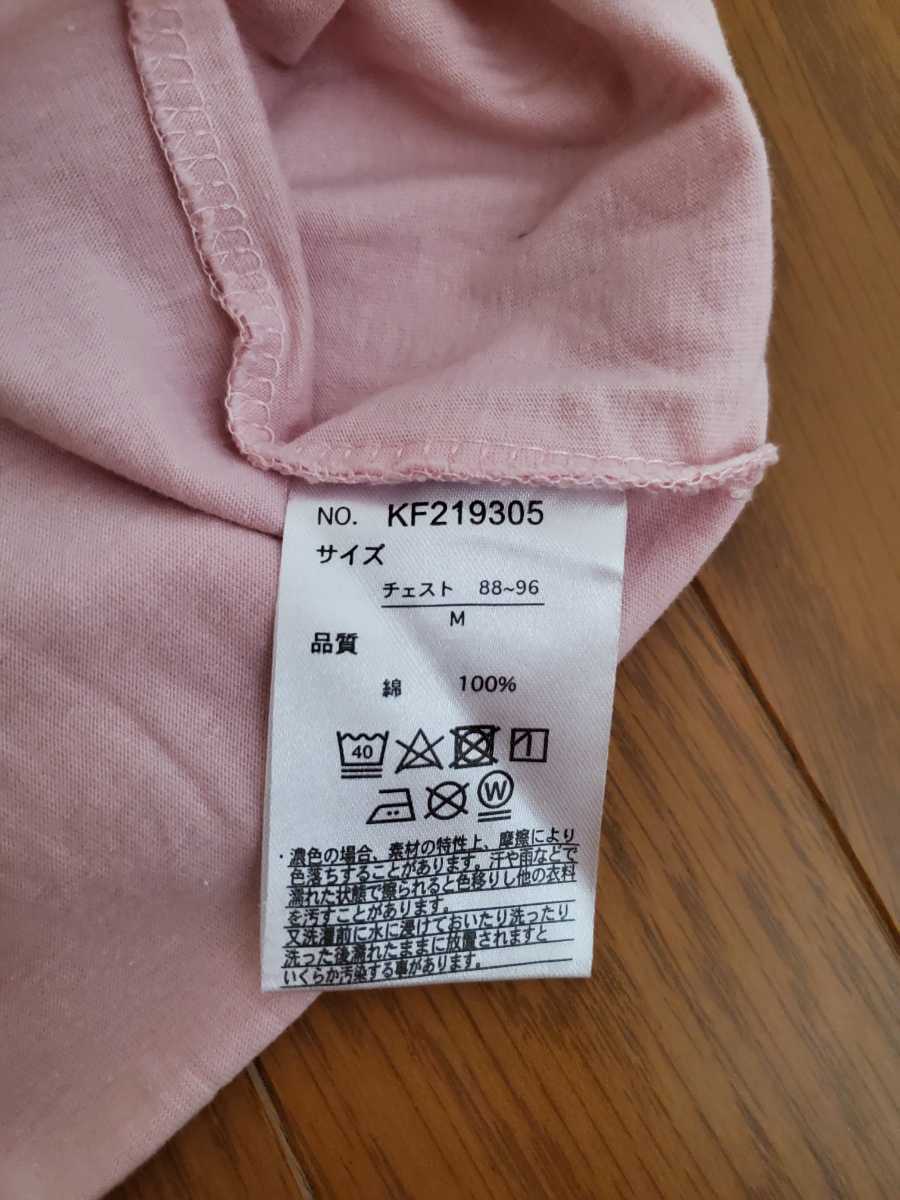 NO. KF219305
サイズ
チェスト 88~96
M
品質
綿 100%
40
W
・濃色の場合、素材の特性上、摩擦により
色落ちすることがあります。汗や雨などで
濡れた状態で擦られると色移りし他の衣料
を汚すことがあります。
又洗濯前に水に浸けておいたり洗ったり
洗った後濡れたままに放置されますと
いくらか汚染する事があります。